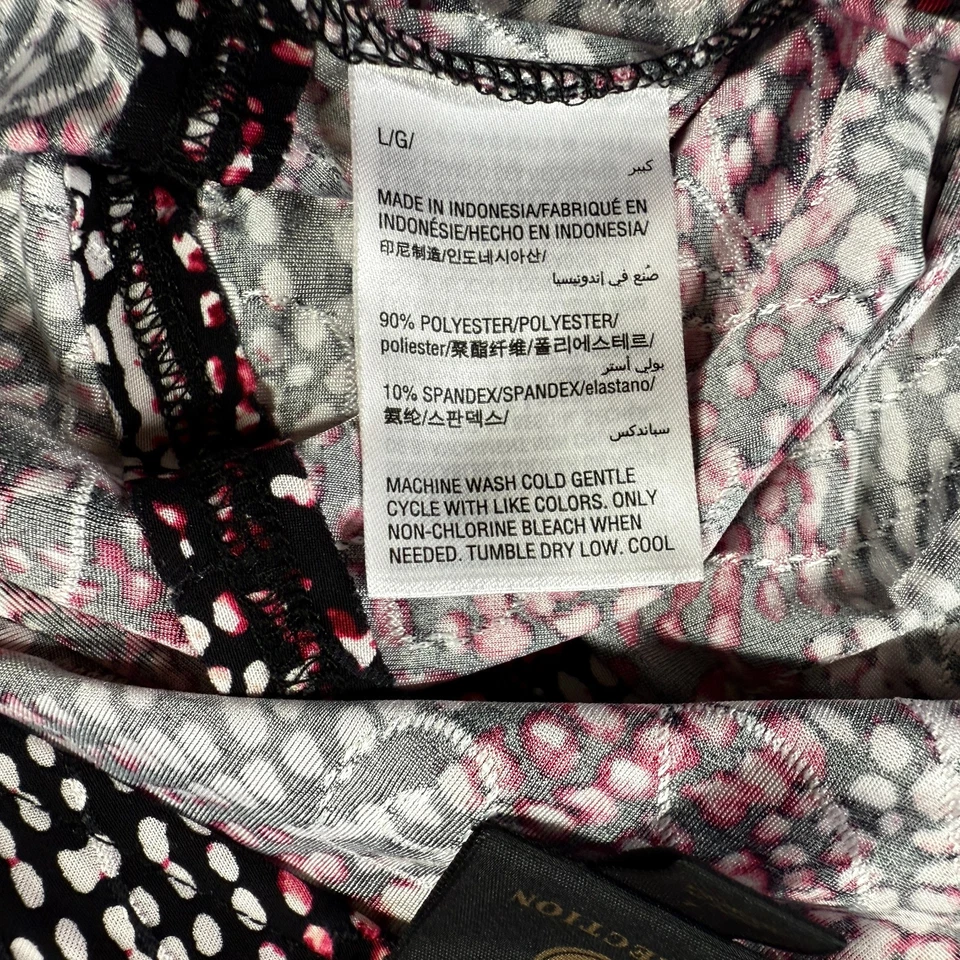 L/G/
كبير
MADE IN INDONESIA/FABRIQUÉ EN
INDONÉSIE/HECHO EN INDONESIA/
印尼制造/인도네시아산/
صُنع في إندونيسيا
90% POLYESTER/POLYESTER/
poliester/聚酯纤维/폴리에스테르/
بولي أستر
10% SPANDEX/SPANDEX/elastano/
氨纶/스판덱스/
سباندكس
MACHINE WASH COLD GENTLE
CYCLE WITH LIKE COLORS. ONLY
NON-CHLORINE BLEACH WHEN
NEEDED. TUMBLE DRY LOW. COOL